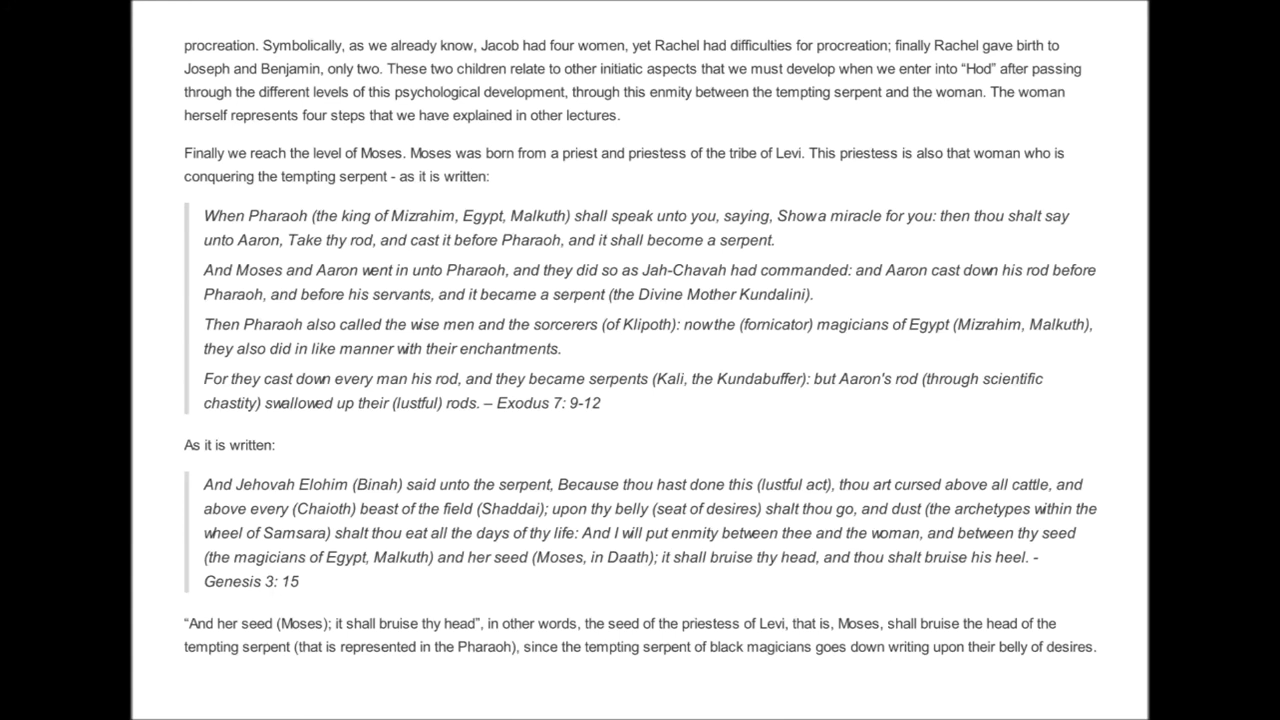 procreation. Symbolically, as we already know, Jacob had four women, yet Rachel had difficulties for procreation; finally Rachel gave birth to
Joseph and Benjamin, only two. These two children relate to other initiatic aspects that we must develop when we enter into “Hod” after passing
through the different levels of this psychological development, through this enmity between the tempting serpent and the woman. The woman
herself represents four steps that we have explained in other lectures.
Finally we reach the level of Moses. Moses was born from a priest and priestess of the tribe of Levi. This priestess is also that woman who is
conquering the tempting serpent - as it is written:
When Pharaoh (the king of Mizrahim, Egypt, Malkuth) shall speak unto you, saying, Show a miracle for you: then thou shalt say
unto Aaron, Take thy rod, and cast it before Pharaoh, and it shall become a serpent.
And Moses and Aaron went in unto Pharaoh, and they did so as Jah-Chavah had commanded: and Aaron cast down his rod before
Pharaoh, and before his servants, and it became a serpent (the Divine Mother Kundalini).
Then Pharaoh also called the wise men and the sorcerers (of Klipoth): now the (fornicator) magicians of Egypt (Mizrahim, Malkuth),
they also did in like manner with their enchantments.
For they cast down every man his rod, and they became serpents (Kali, the Kundabuffer): but Aaron's rod (through scientific
chastity) swallowed up their (lustful) rods. – Exodus 7: 9-12
As it is written:
And Jehovah Elohim (Binah) said unto the serpent, Because thou hast done this (lustful act), thou art cursed above all cattle, and
above every (Chaioth) beast of the field (Shaddai); upon thy belly (seat of desires) shalt thou go, and dust (the archetypes within the
wheel of Samsara) shalt thou eat all the days of thy life: And I will put enmity between thee and the woman, and between thy seed
(the magicians of Egypt, Malkuth) and her seed (Moses, in Daath); it shall bruise thy head, and thou shalt bruise his heel. -
Genesis 3: 15
“And her seed (Moses); it shall bruise thy head”, in other words, the seed of the priestess of Levi, that is, Moses, shall bruise the head of the
tempting serpent (that is represented in the Pharaoh), since the tempting serpent of black magicians goes down writing upon their belly of desires.